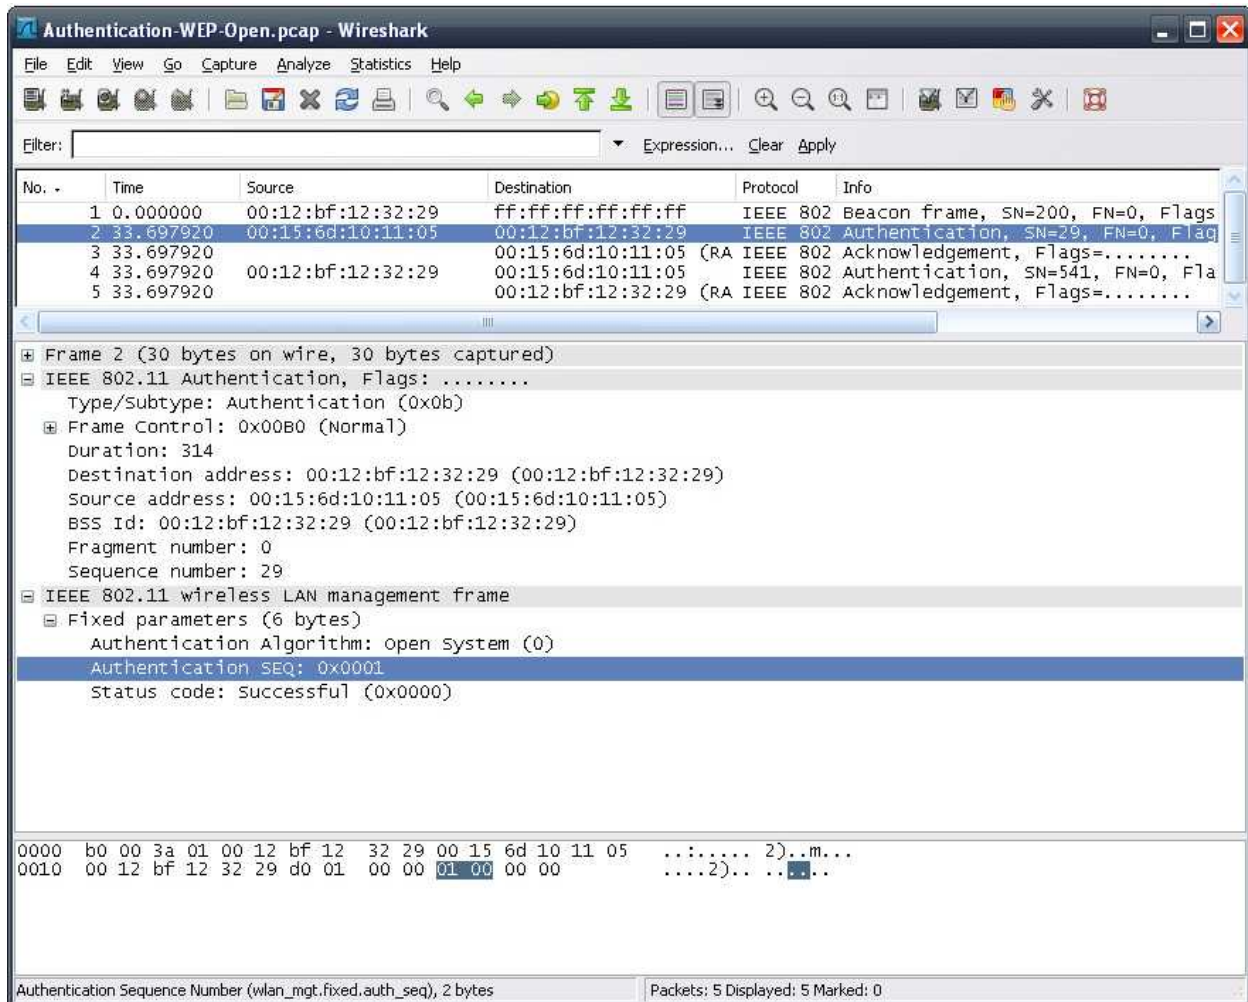 Authentication-WEP-Open.pcap - Wireshark
File Edit View Go Capture Analyze Statistics Help
Filter: Expression... Clear Apply
No. Time Source Destination Protocol Info
1 0.000000 00:12:bf:12:32:29 ff:ff:ff:ff:ff:ff IEEE 802 Beacon frame, SN=200, FN=0, Flags
2 33.697920 00:15:6d:10:11:05 00:12:bf:12:32:29 IEEE 802 Authentication, SN=29, FN=0, Flag
3 33.697920 00:15:6d:10:11:05 (RA IEEE 802 Acknowledgement, Flags=........
4 33.697920 00:12:bf:12:32:29 00:15:6d:10:11:05 IEEE 802 Authentication, SN=541, FN=0, Fla
5 33.697920 00:12:bf:12:32:29 (RA IEEE 802 Acknowledgement, Flags=........
Frame 2 (30 bytes on wire, 30 bytes captured)
IEEE 802.11 Authentication, Flags: ........
Type/Subtype: Authentication (0x0b)
Frame Control: 0x00B0 (Normal)
Duration: 314
Destination address: 00:12:bf:12:32:29 (00:12:bf:12:32:29)
Source address: 00:15:6d:10:11:05 (00:15:6d:10:11:05)
BSS Id: 00:12:bf:12:32:29 (00:12:bf:12:32:29)
Fragment number: 0
Sequence number: 29
IEEE 802.11 wireless LAN management frame
Fixed parameters (6 bytes)
Authentication Algorithm: Open System (0)
Authentication SEQ: 0x0001
Status code: Successful (0x0000)
0000 b0 00 3a 01 00 12 bf 12 32 29 00 15 6d 10 11 05 ..:..... 2)..m...
0010 00 12 bf 12 32 29 d0 01 00 00 01 00 00 00 ....2).. ......
Authentication Sequence Number (wlan_mgt.fixed.auth_seq), 2 bytes Packets: 5 Displayed: 5 Marked: 0